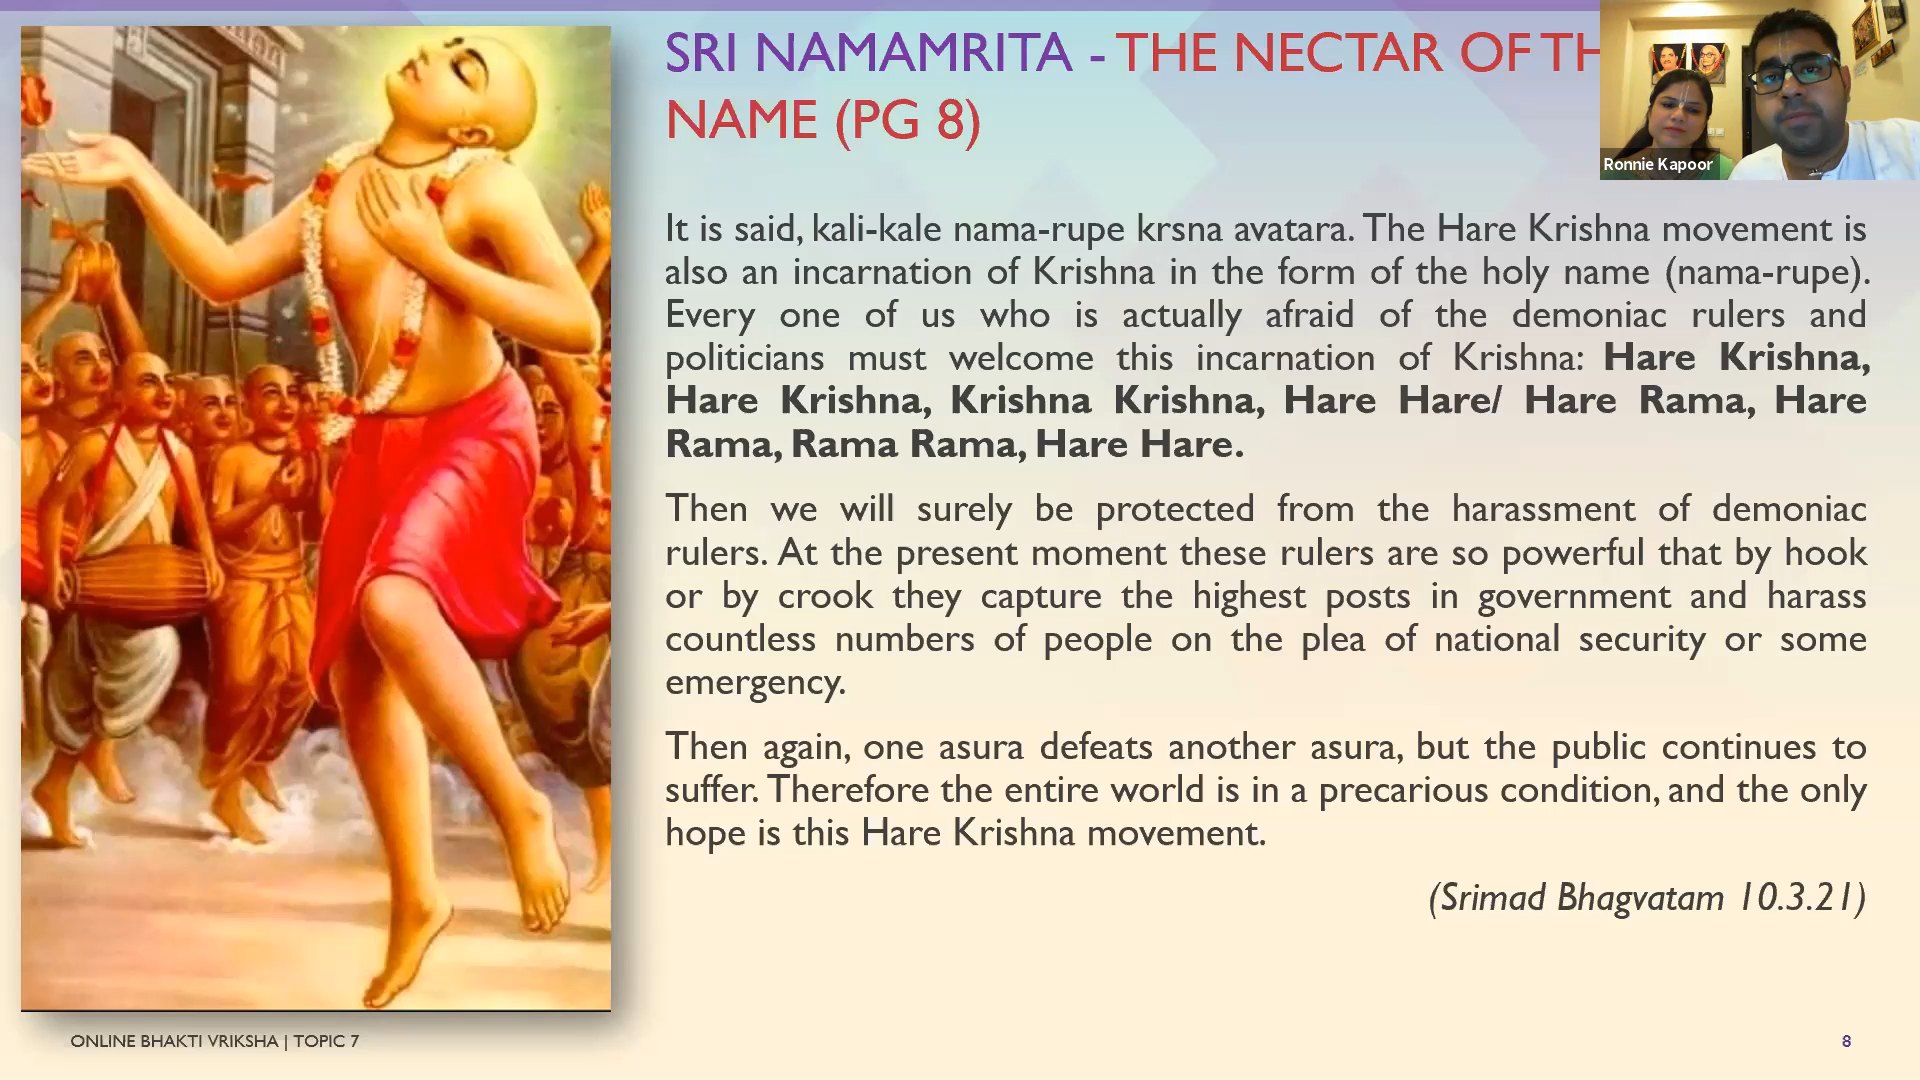 SRI NAMAMRITA - THE NECTAR OF TH
NAME (PG 8)
Ronnie Kapoor
It is said, kali-kale nama-rupe krsna avatara. The Hare Krishna movement is
also an incarnation of Krishna in the form of the holy name (nama-rupe).
Every one of us who is actually afraid of the demoniac rulers and
politicians must welcome this incarnation of Krishna: Hare Krishna,
Hare Krishna, Krishna Krishna, Hare Hare/ Hare Rama, Hare
Rama, Rama Rama, Hare Hare.
Then we will surely be protected from the harassment of demoniac
rulers. At the present moment these rulers are so powerful that by hook
or by crook they capture the highest posts in government and harass
countless numbers of people on the plea of national security or some
emergency.
Then again, one asura defeats another asura, but the public continues to
suffer. Therefore the entire world is in a precarious condition, and the only
hope is this Hare Krishna movement.
(Srimad Bhagvatam 10.3.21)
ONLINE BHAKTI VRIKSHA | TOPIC 7
8